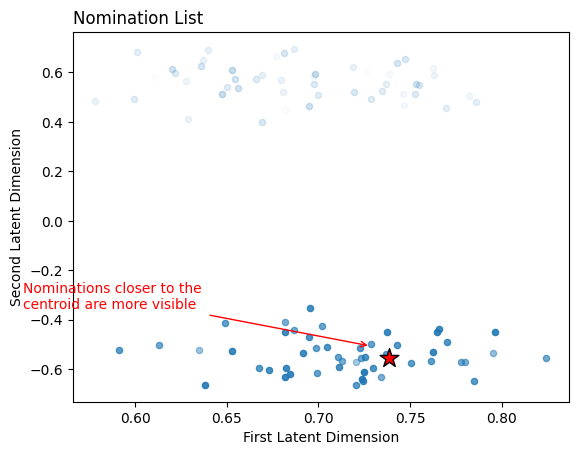 Nomination List
0.6
0.4
0.2
0.0
−0.2
−0.4
−0.6
Second Latent Dimension
Nominations closer to the
centroid are more visible
0.60
0.65
0.70
0.75
0.80
First Latent Dimension